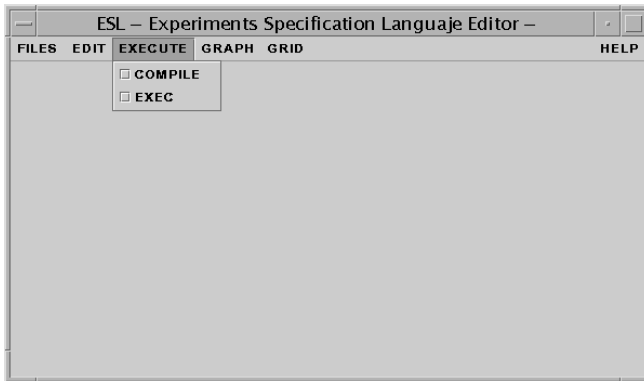 ESL – Experiments Specification Languaje Editor –
FILES EDIT EXECUTE GRAPH GRID HELP
COMPILE
EXEC